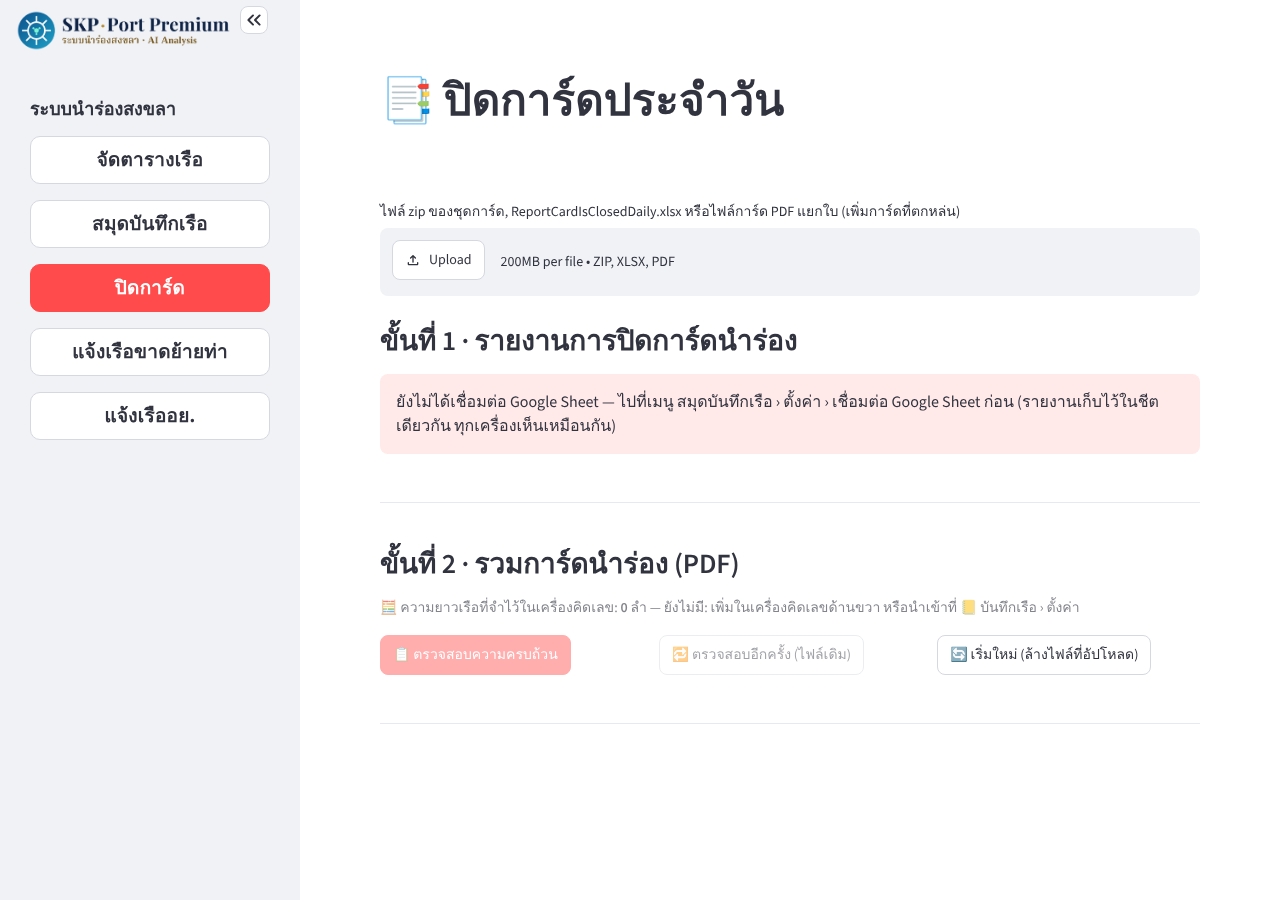 SKP·Port Premium
ระบบนำร่องสงขลา · AI Analysis
ระบบนำร่องสงขลา
จัดตารางเรือ
สมุดบันทึกเรือ
ปิดการ์ด
แจ้งเรือขาดย้ายท่า
แจ้งเรืออย.
ปิดการ์ดประจำวัน
ไฟล์ zip ของชุดการ์ด, ReportCardIsClosedDaily.xlsx หรือไฟล์การ์ด PDF แยกใบ (เพิ่มการ์ดที่ตกหล่น)
Upload
200MB per file • ZIP, XLSX, PDF
ขั้นที่ 1 · รายงานการปิดการ์ดนำร่อง
ยังไม่ได้เชื่อมต่อ Google Sheet — ไปที่เมนู สมุดบันทึกเรือ › ตั้งค่า › เชื่อมต่อ Google Sheet ก่อน (รายงานเก็บไว้ในชีต
เดียวกัน ทุกเครื่องเห็นเหมือนกัน)
ขั้นที่ 2 · รวมการ์ดนำร่อง (PDF)
🧮 ความยาวเรือที่จำไว้ในเครื่องคิดเลข: 0 ลำ — ยังไม่มี: เพิ่มในเครื่องคิดเลขด้านขวา หรือนำเข้าที่ 📒 บันทึกเรือ › ตั้งค่า
📋 ตรวจสอบความครบถ้วน
🔁 ตรวจสอบอีกครั้ง (ไฟล์เดิม)
🔄 เริ่มใหม่ (ล้างไฟล์ที่อัปโหลด)